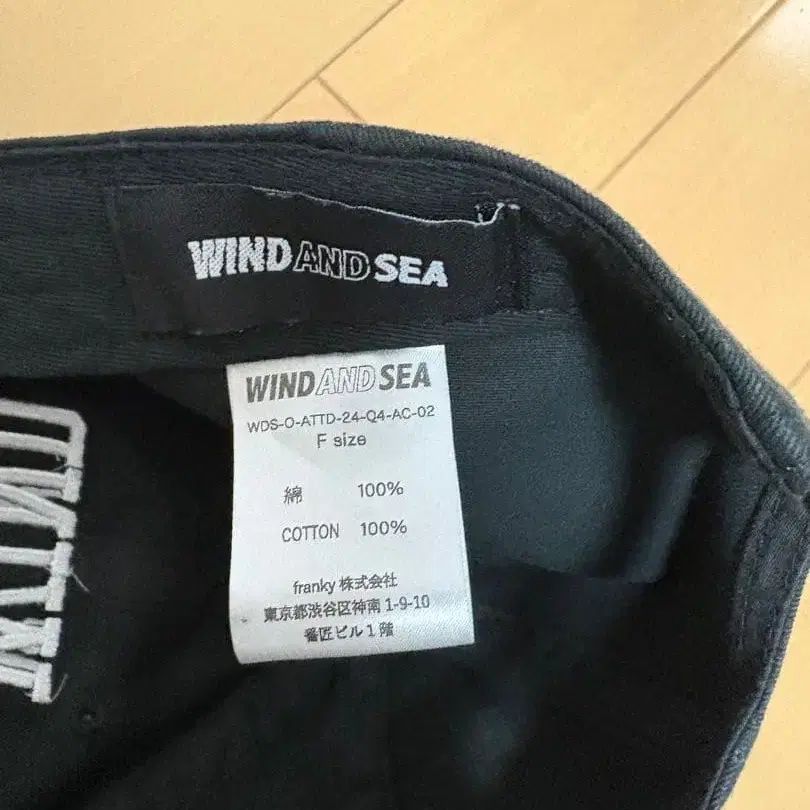 WIND AND SEA
WIND AND SEA
WDS-O-ATTD-24-Q4-AC-02
F size
綿 100%
COTTON 100%
franky 株式会社
東京都渋谷区神南 1-9-10
番匠ビル 1 階